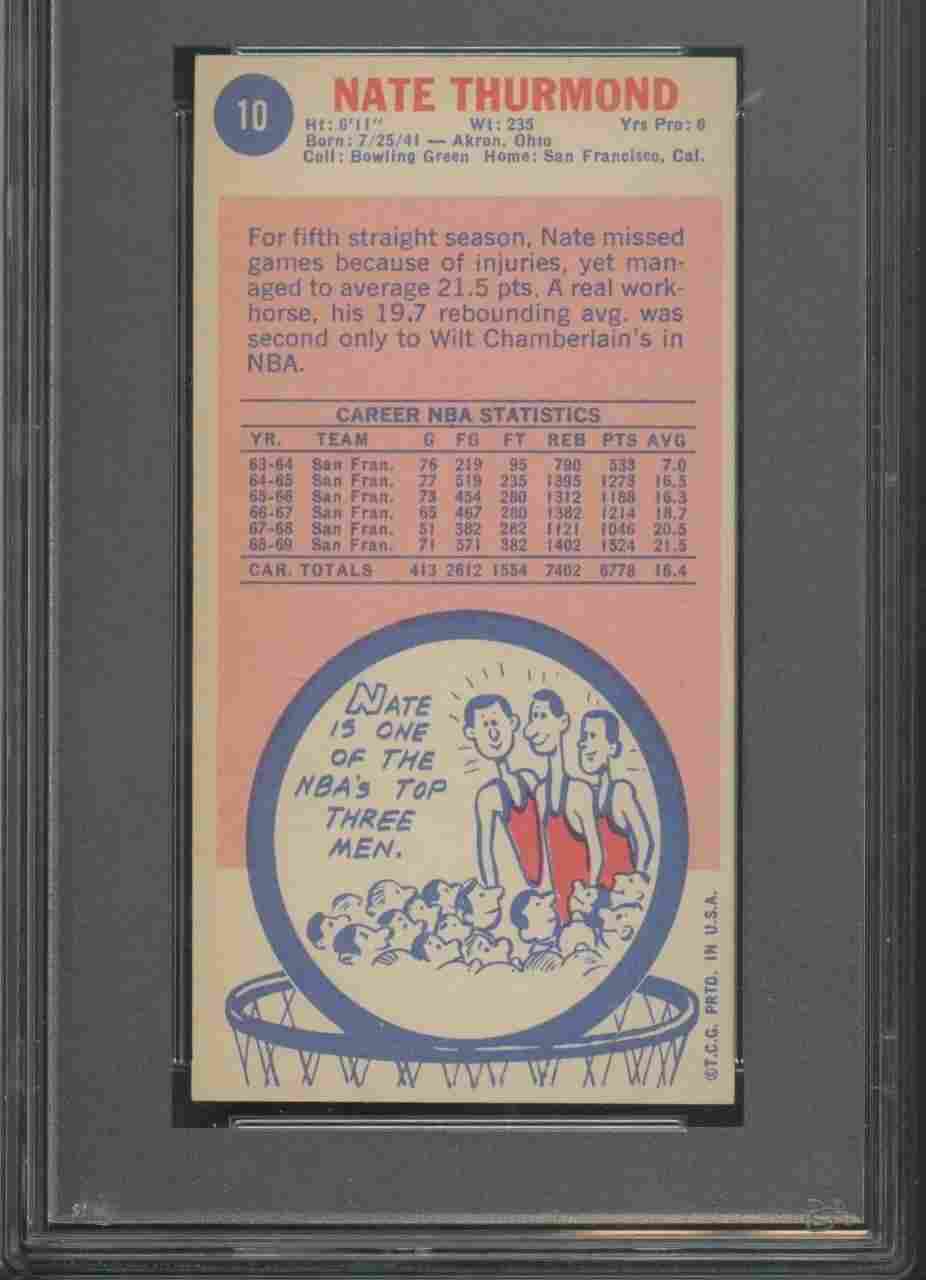 10
NATE THURMOND
Ht: 6'11" Wt: 235 Yrs Pro: 6
Born: 7/25/41 — Akron, Ohio
Coll: Bowling Green Home: San Francisco, Cal.
For fifth straight season, Nate missed
games because of injuries, yet man-
aged to average 21.5 pts. A real work-
horse, his 19.7 rebounding avg. was
second only to Wilt Chamberlain's in
NBA.
CAREER NBA STATISTICS
YR. TEAM G FG FT REB PTS AVG
63-64 San Fran. 76 219 95 790 533 7.0
64-65 San Fran. 77 519 235 1395 1273 16.5
65-66 San Fran. 73 454 280 1312 1188 16.3
66-67 San Fran. 65 467 280 1382 1214 18.7
67-68 San Fran. 51 382 282 1121 1046 20.5
68-69 San Fran. 71 571 382 1402 1524 21.5
CAR. TOTALS 413 2612 1554 7402 6778 16.4
NATE
IS ONE
OF THE
NBA'S TOP
THREE
MEN.
©T.C.G. PRTD. IN U.S.A.